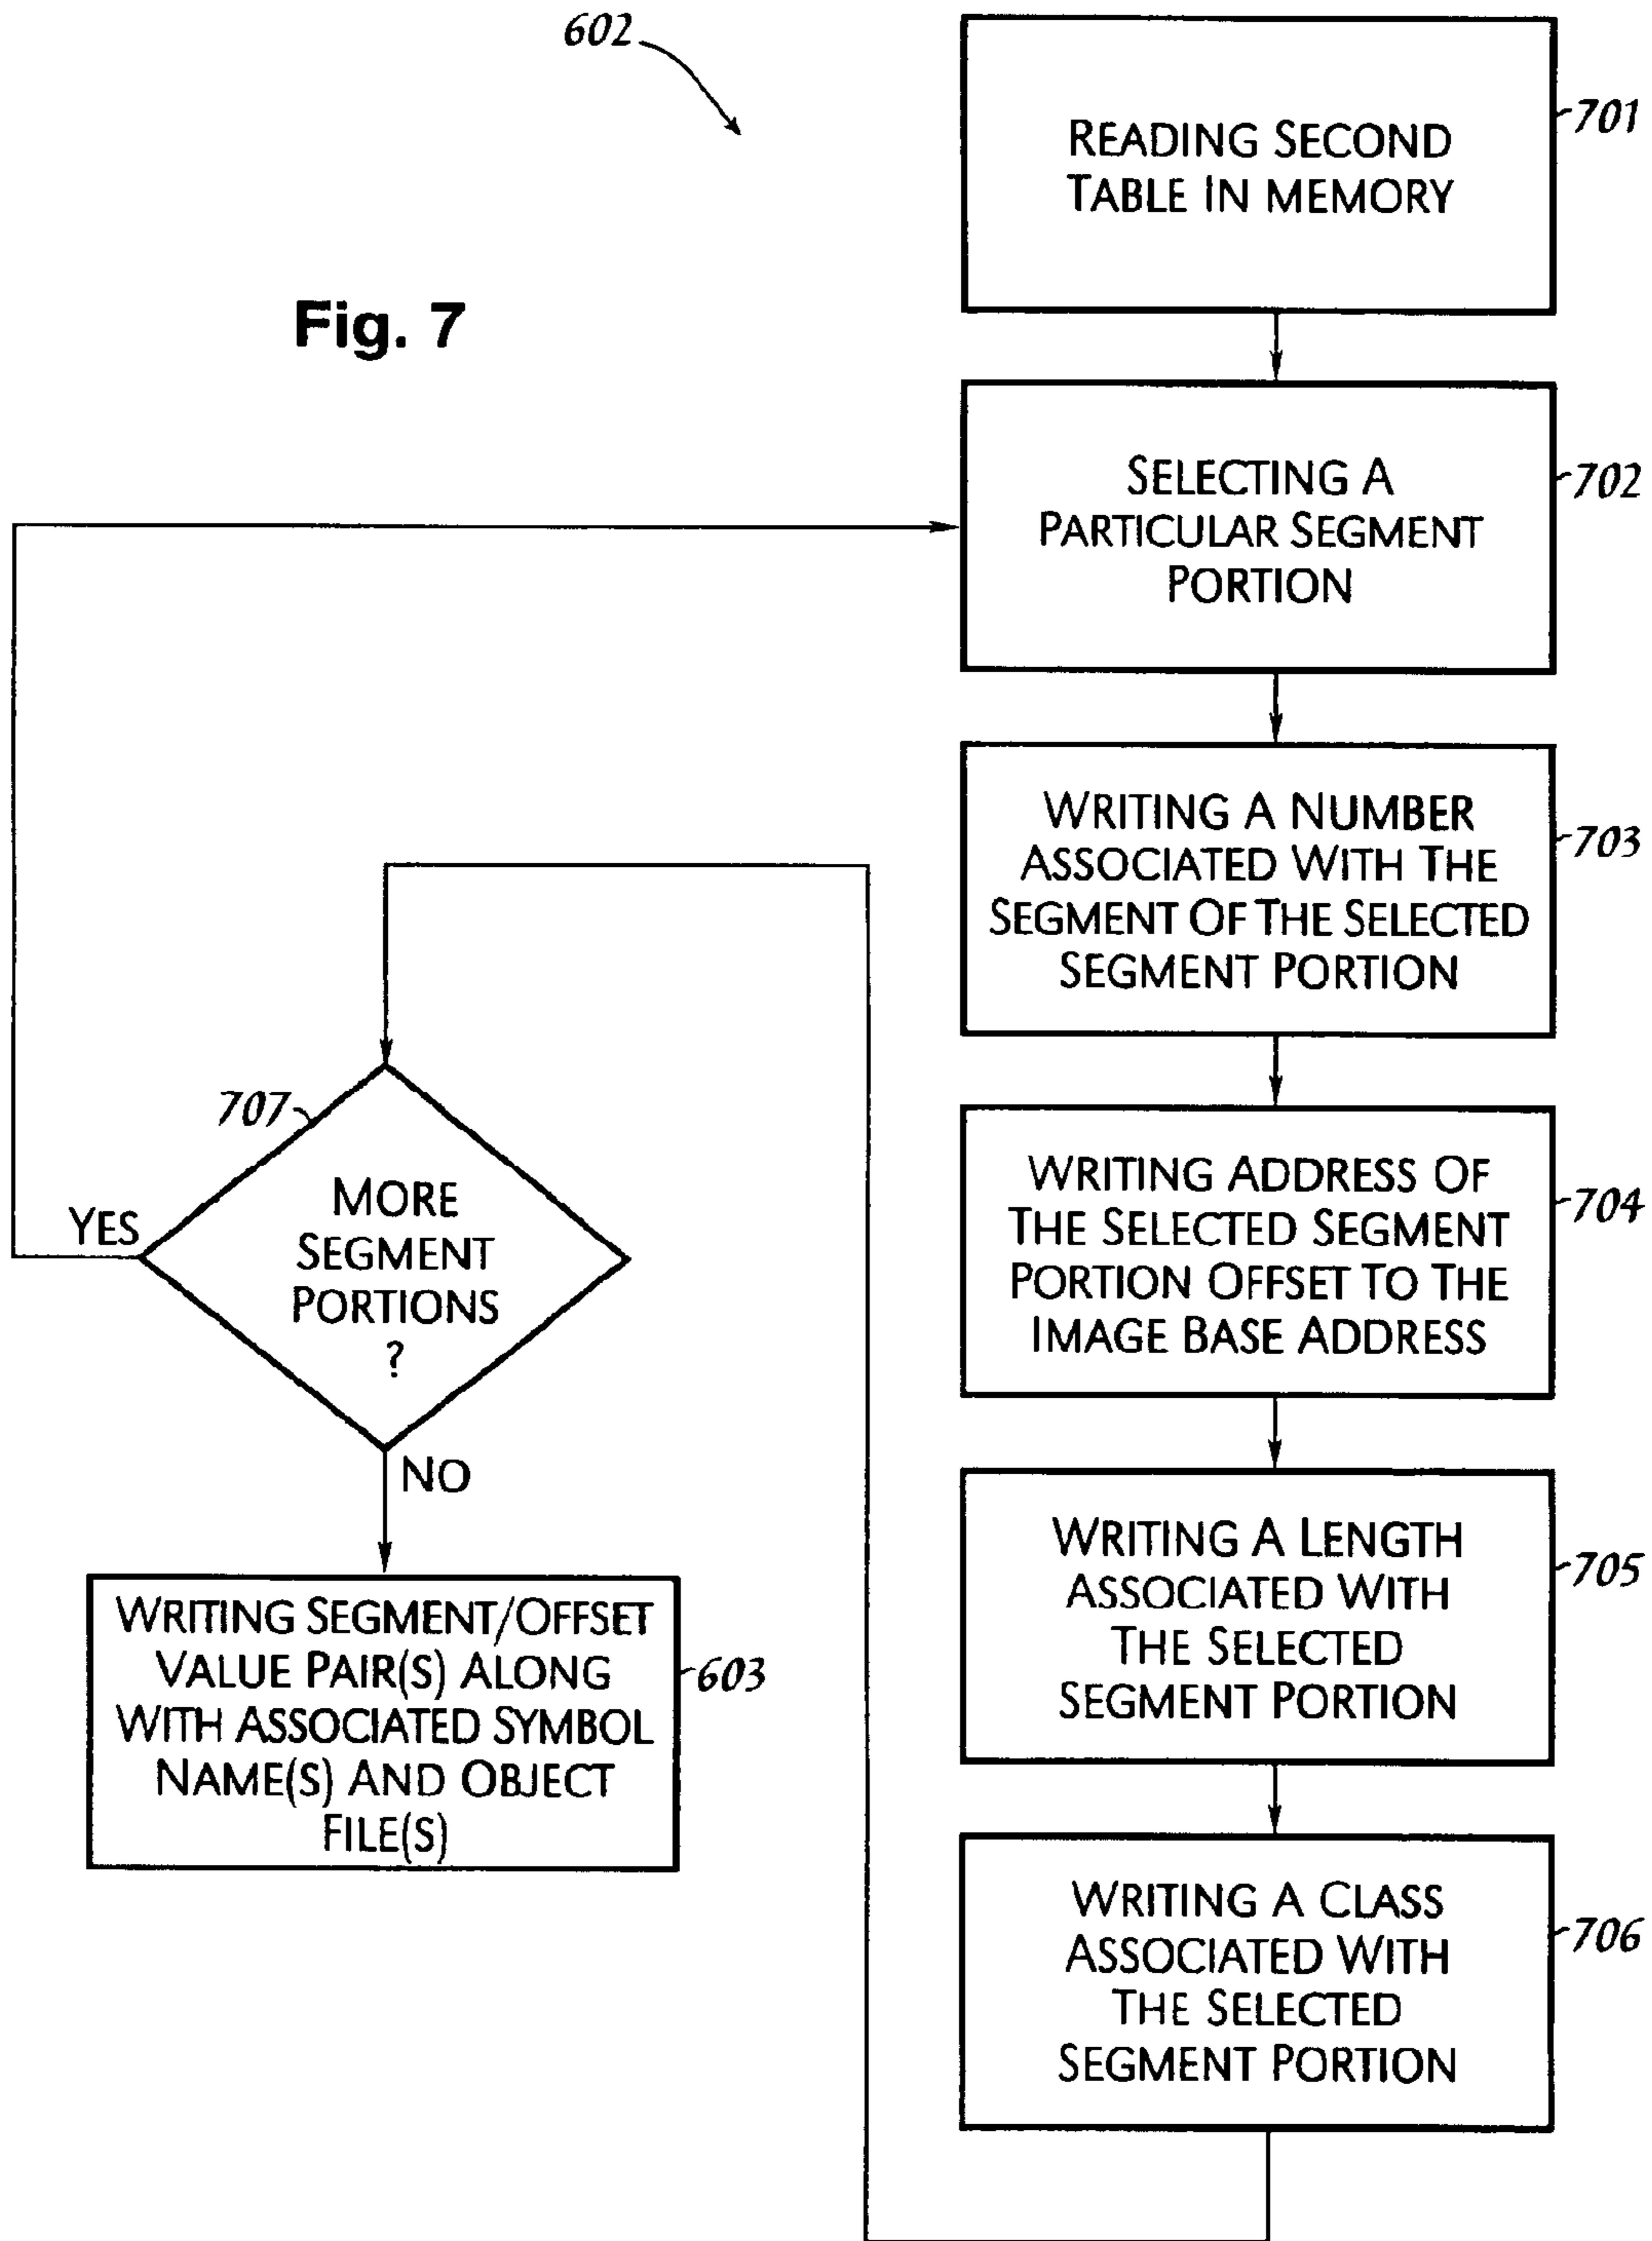 602
Fig. 7
READING SECOND
TABLE IN MEMORY
701
SELECTING A
PARTICULAR SEGMENT
PORTION
702
WRITING A NUMBER
ASSOCIATED WITH THE
SEGMENT OF THE SELECTED
SEGMENT PORTION
703
WRITING ADDRESS OF
THE SELECTED SEGMENT
PORTION OFFSET TO THE
IMAGE BASE ADDRESS
704
WRITING A LENGTH
ASSOCIATED WITH
THE SELECTED
SEGMENT PORTION
705
WRITING A CLASS
ASSOCIATED WITH
THE SELECTED
SEGMENT PORTION
706
707
MORE
SEGMENT
PORTIONS
?
YES
NO
WRITING SEGMENT/OFFSET
VALUE PAIR(S) ALONG
WITH ASSOCIATED SYMBOL
NAME(S) AND OBJECT
FILE(S)
603